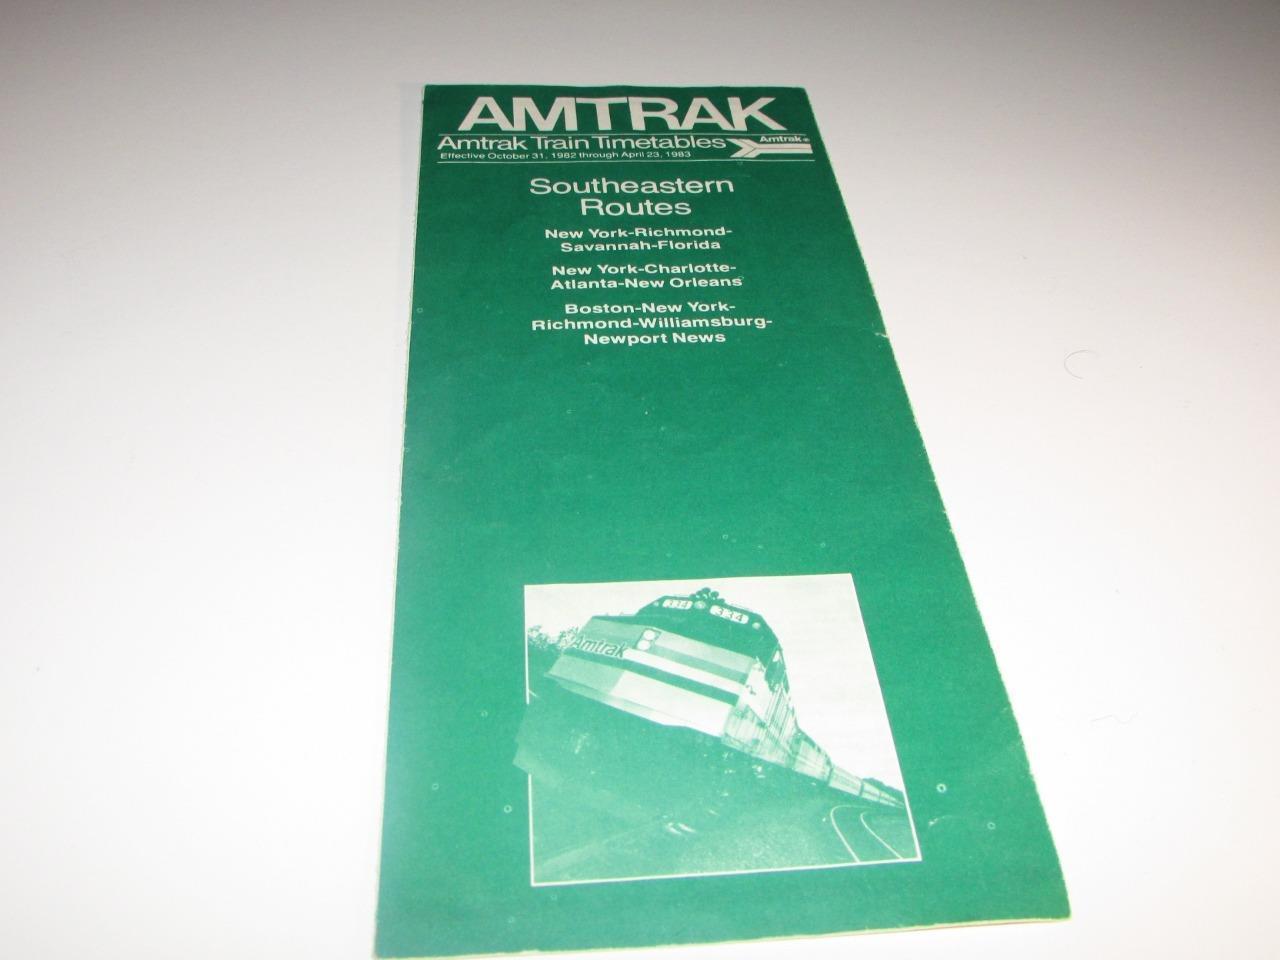 AMTRAK
Amtrak Train Timetables
Amtrak®
Effective October 31, 1982 through April 23, 1983
Southeastern
Routes
New York-Richmond-
Savannah-Florida
New York-Charlotte-
Atlanta-New Orleans
Boston-New York-
Richmond-Williamsburg-
Newport News
334
334
Amtrak